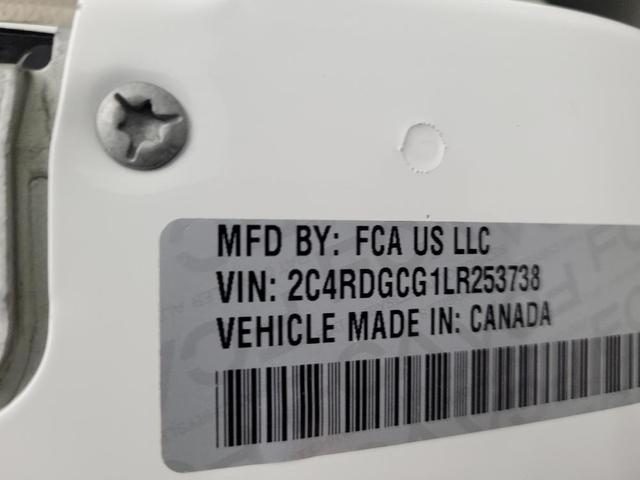 MFD BY: FCA US LLC
VIN: 2C4RDGCG1LR253738
VEHICLE MADE IN: CANADA